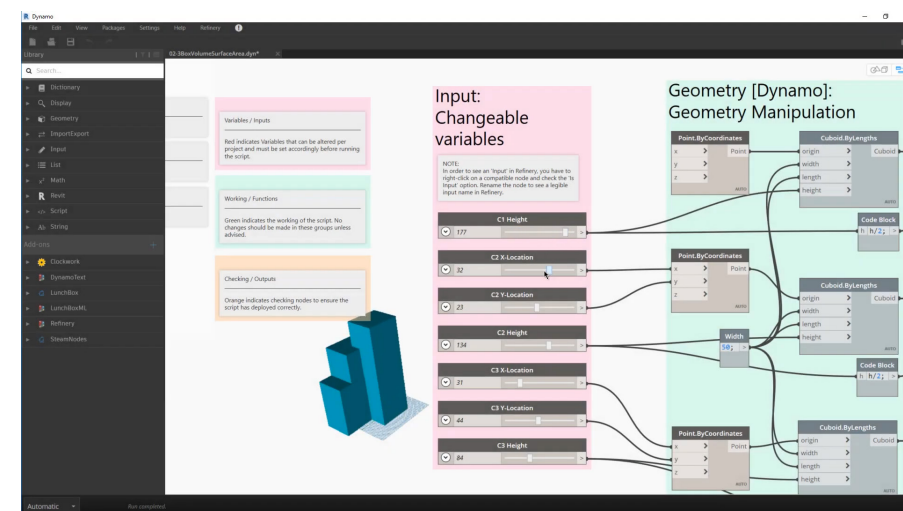 Dynamo
File Edit View Packages Settings Help Refinery
Library
02-3BoxVolumeSurfaceArea.dyn*
Search...
Dictionary
Display
Geometry
ImportExport
Input
List
Math
Revit
Script
String
Add-ons
Clockwork
DynamoText
LunchBox
LunchBoxML
Refinery
SteamNodes
Variables / Inputs
Red indicates Variables that can be altered per
project and must be set accordingly before running
the script.
Working / Functions
Green indicates the working of the script. No
changes should be made in these groups unless
advised.
Checking / Outputs
Orange indicates checking nodes to ensure the
script has deployed correctly.
Input:
Changeable
variables
NOTE:
In order to see an 'input' in Refinery, you have to
right-click on a compatible node and check the 'Is
Input' option. Rename the node to see a legible
input name in Refinery.
C1 Height
177 >
C2 X-Location
32 >
C2 Y-Location
23 >
C2 Height
134 >
C3 X-Location
31 >
C3 Y-Location
44 >
C3 Height
84 >
Geometry [Dynamo]:
Geometry Manipulation
Point.ByCoordinates
x > Point
y >
z >
AUTO
Cuboid.ByLengths
origin > Cuboid
width >
length >
height >
AUTO
Code Block
h h/2; >
Point.ByCoordinates
x > Point
y >
z >
AUTO
Cuboid.ByLengths
origin > Cuboid
width >
length >
height >
AUTO
Width
50; >
Code Block
h h/2; >
Point.ByCoordinates
x > Point
y >
z >
AUTO
Cuboid.ByLengths
origin > Cuboid
width >
length >
height >
AUTO
Automatic
Run completed.